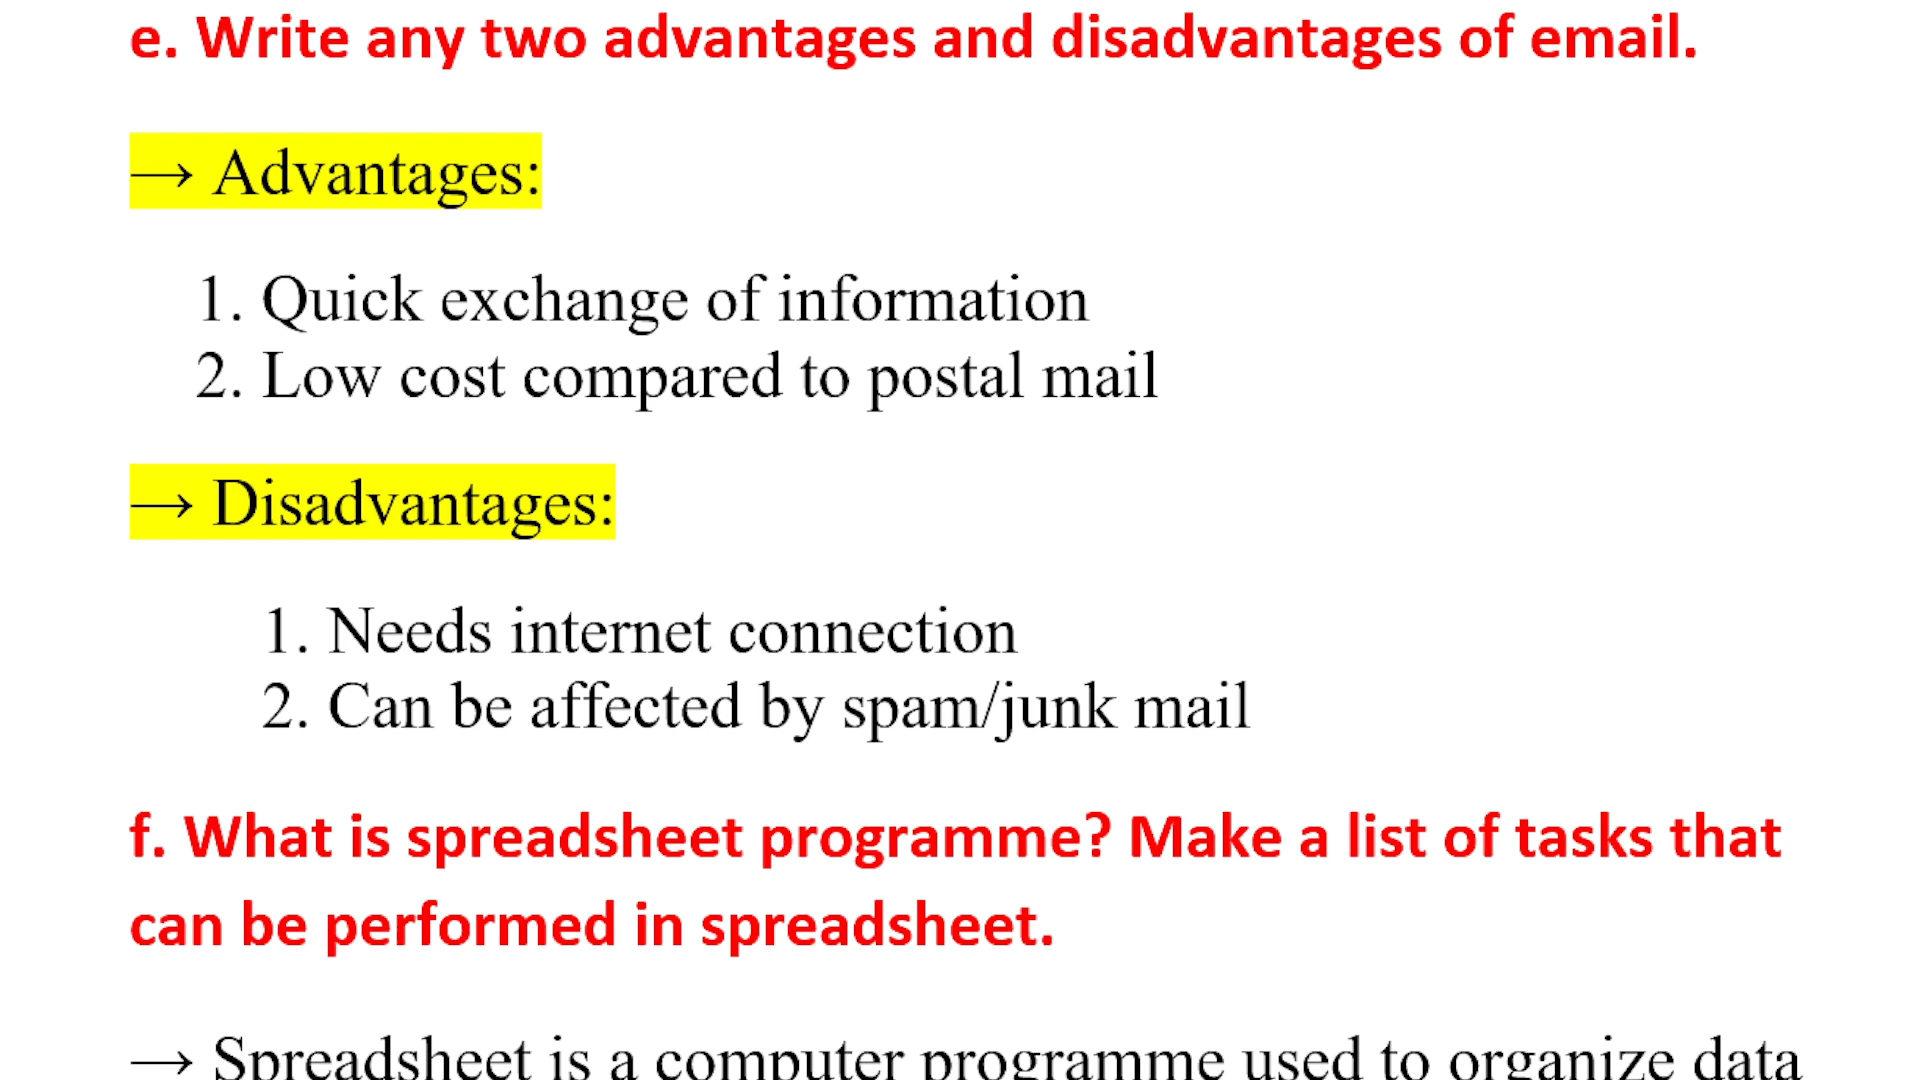 e. Write any two advantages and disadvantages of email.
→ Advantages:
1. Quick exchange of information
2. Low cost compared to postal mail
→ Disadvantages:
1. Needs internet connection
2. Can be affected by spam/junk mail
f. What is spreadsheet programme? Make a list of tasks that
can be performed in spreadsheet.
→ Spreadsheet is a computer programme used to organize data